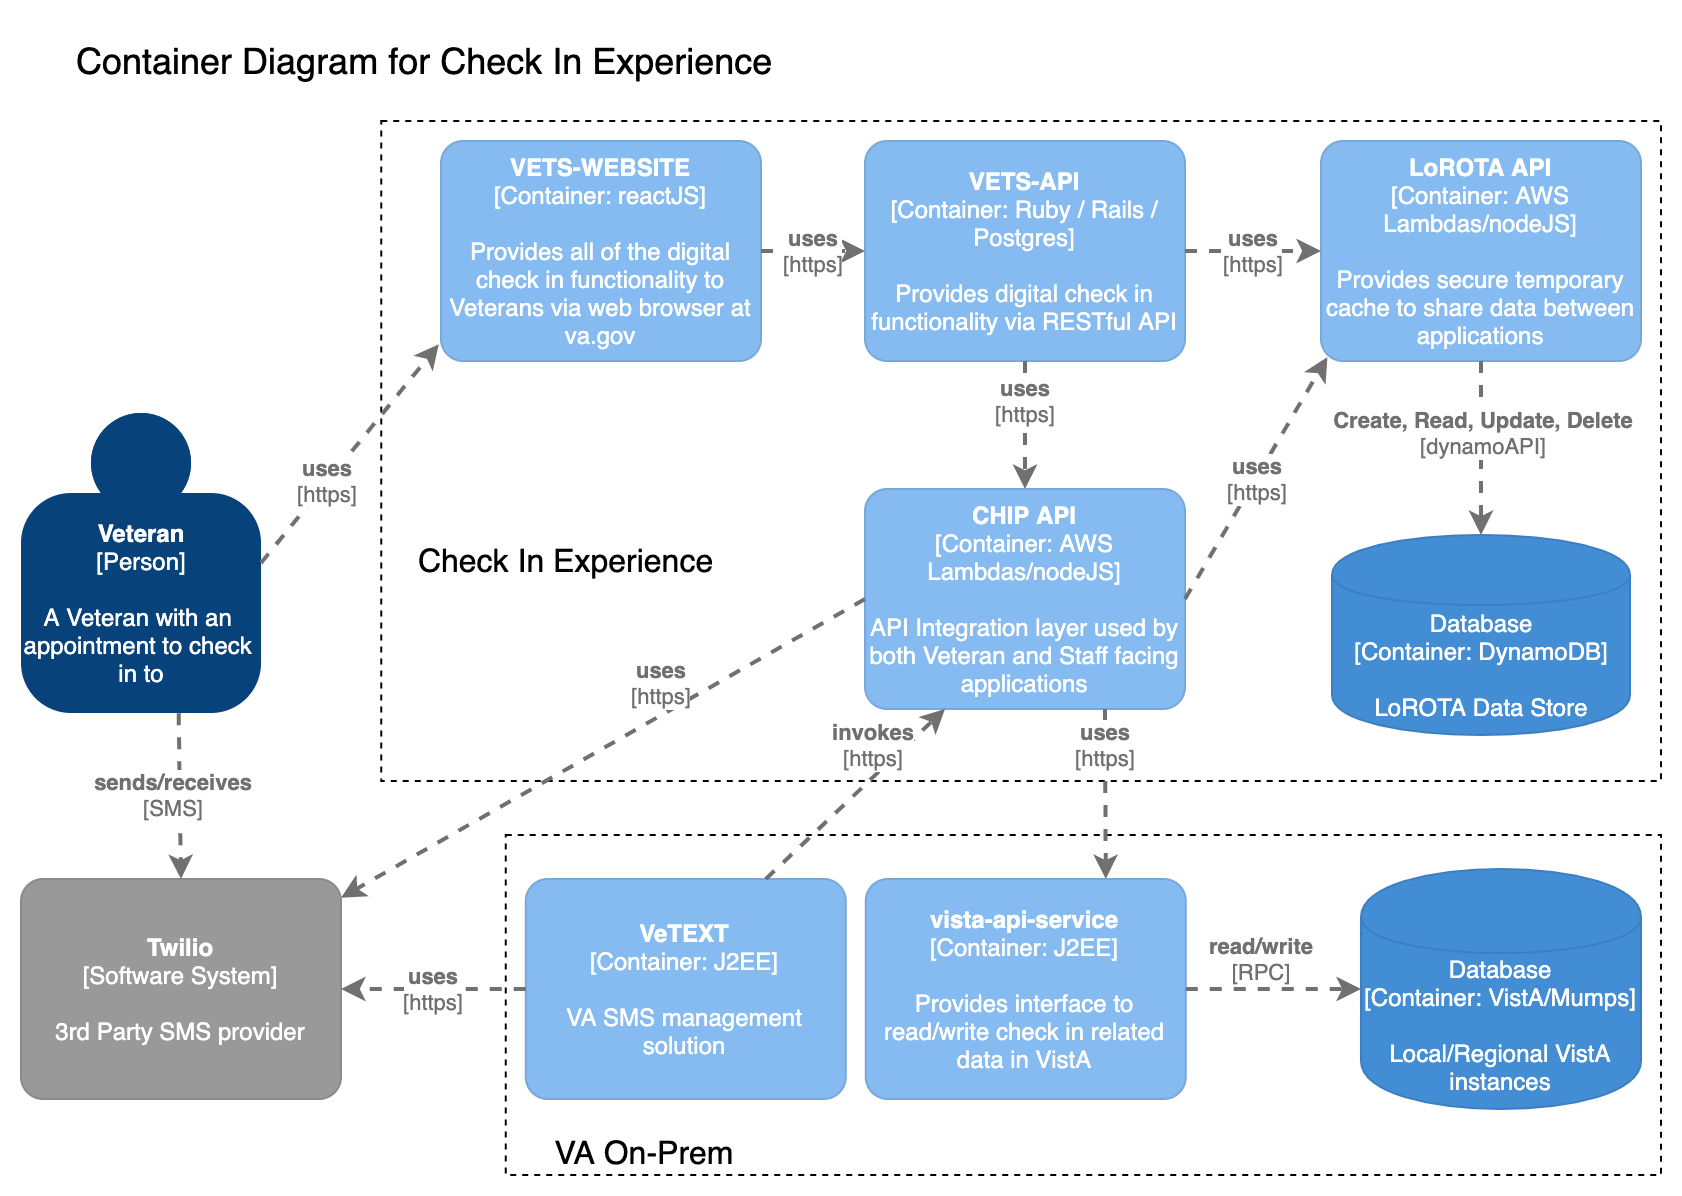 Container Diagram for Check In Experience
VETS-WEBSITE
[Container: reactJS]
Provides all of the digital
check in functionality to
Veterans via web browser at
va.gov
uses
[https]
VETS-API
[Container: Ruby / Rails /
Postgres]
Provides digital check in
functionality via RESTful API
uses
[https]
LoROTA API
[Container: AWS
Lambdas/nodeJS]
Provides secure temporary
cache to share data between
applications
uses
[https]
Create, Read, Update, Delete
[dynamoAPI]
uses
[https]
uses
[https]
Veteran
[Person]
A Veteran with an
appointment to check
in to
Check In Experience
CHIP API
[Container: AWS
Lambdas/nodeJS]
API Integration layer used by
both Veteran and Staff facing
applications
Database
[Container: DynamoDB]
LoROTA Data Store
uses
[https]
invokes
[https]
uses
[https]
sends/receives
[SMS]
Twilio
[Software System]
3rd Party SMS provider
uses
[https]
VeTEXT
[Container: J2EE]
VA SMS management
solution
vista-api-service
[Container: J2EE]
Provides interface to
read/write check in related
data in VistA
read/write
[RPC]
Database
[Container: VistA/Mumps]
Local/Regional VistA
instances
VA On-Prem